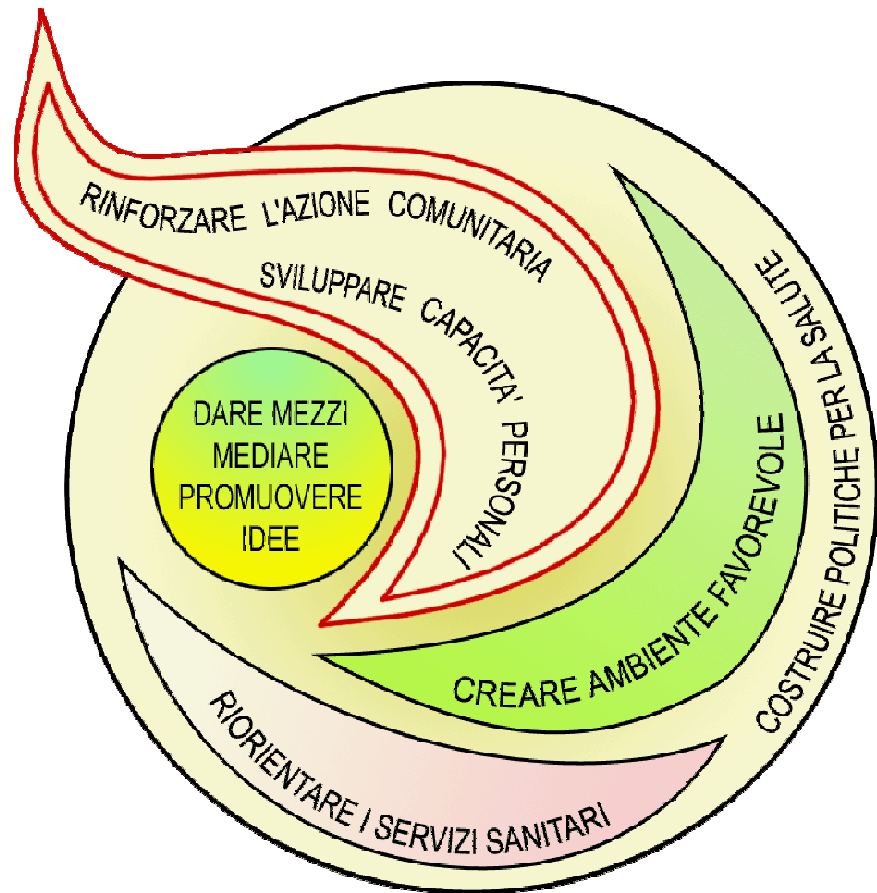 RINFORZARE L'AZIONE COMUNITARIA
SVILUPPARE CAPACITA' PERSONALI
DARE MEZZI
MEDIARE
PROMUOVERE
IDEE
CREARE AMBIENTE FAVOREVOLE
COSTRUIRE POLITICHE PER LA SALUTE
RIORIENTARE I SERVIZI SANITARI